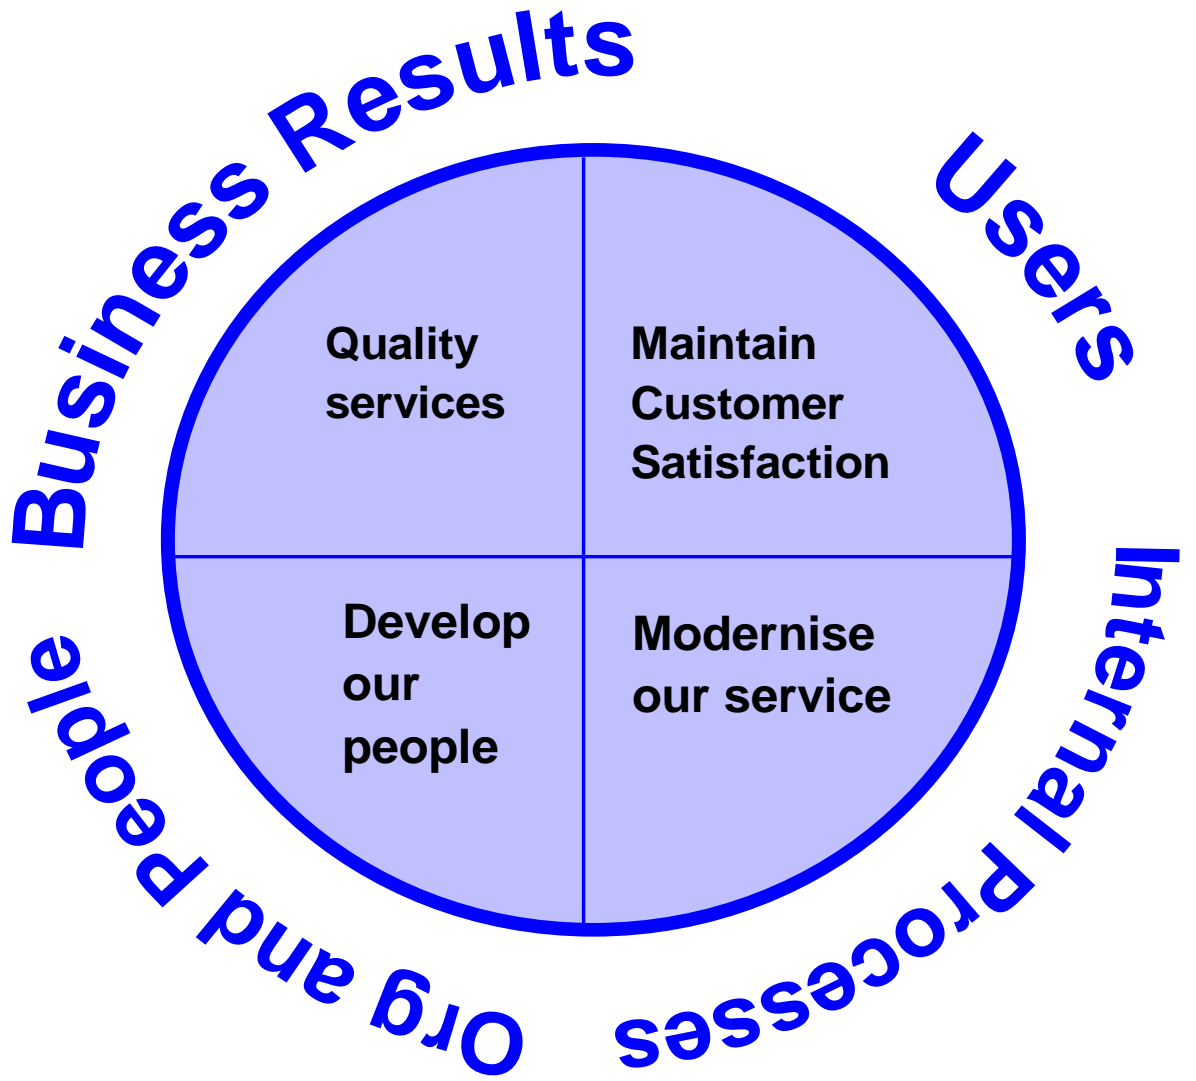 Business Results
Users
Quality
services
Maintain
Customer
Satisfaction
Develop
our
people
Modernise
our service
Org and People
Internal Processes